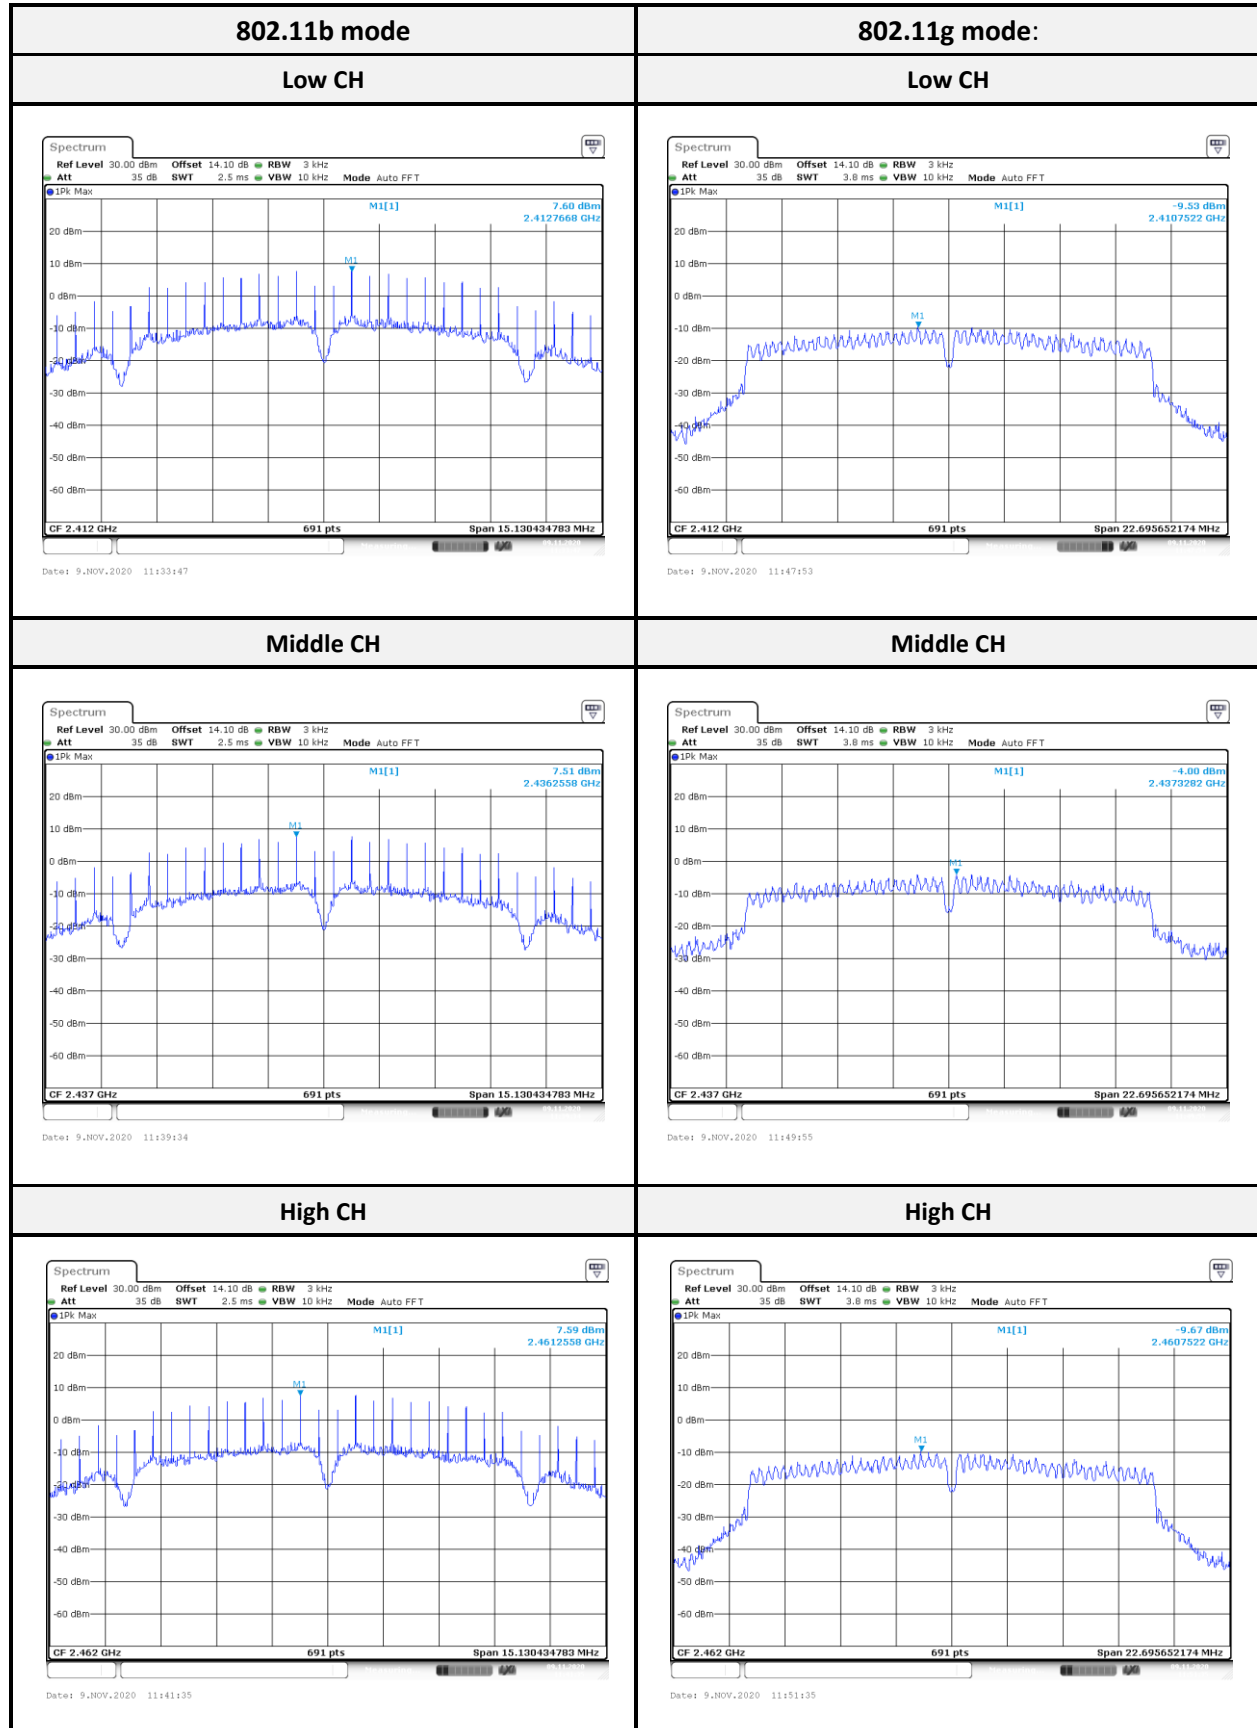 802.11b mode
802.11g mode:
Low CH
Low CH
Spectrum
Ref Level 30.00 dBm Offset 14.10 dB RBW 3 kHz
Att 35 dB SWT 2.5 ms VBW 10 kHz Mode Auto FFT
1Pk Max
M1[1] 7.60 dBm
2.4127668 GHz
20 dBm
10 dBm
M1
0 dBm
-10 dBm
-20 dBm
-30 dBm
-40 dBm
-50 dBm
-60 dBm
CF 2.412 GHz 691 pts Span 15.130434783 MHz
Date: 9.NOV.2020 11:33:47
Spectrum
Ref Level 30.00 dBm Offset 14.10 dB RBW 3 kHz
Att 35 dB SWT 3.8 ms VBW 10 kHz Mode Auto FFT
1Pk Max
M1[1] -9.53 dBm
2.4107522 GHz
20 dBm
10 dBm
0 dBm
M1
-10 dBm
-20 dBm
-30 dBm
-40 dBm
-50 dBm
-60 dBm
CF 2.412 GHz 691 pts Span 22.695652174 MHz
Date: 9.NOV.2020 11:47:53
Middle CH
Middle CH
Spectrum
Ref Level 30.00 dBm Offset 14.10 dB RBW 3 kHz
Att 35 dB SWT 2.5 ms VBW 10 kHz Mode Auto FFT
1Pk Max
M1[1] 7.51 dBm
2.4362558 GHz
20 dBm
10 dBm
M1
0 dBm
-10 dBm
-20 dBm
-30 dBm
-40 dBm
-50 dBm
-60 dBm
CF 2.437 GHz 691 pts Span 15.130434783 MHz
Date: 9.NOV.2020 11:39:34
Spectrum
Ref Level 30.00 dBm Offset 14.10 dB RBW 3 kHz
Att 35 dB SWT 3.8 ms VBW 10 kHz Mode Auto FFT
1Pk Max
M1[1] -4.00 dBm
2.4373282 GHz
20 dBm
10 dBm
0 dBm
M1
-10 dBm
-20 dBm
-30 dBm
-40 dBm
-50 dBm
-60 dBm
CF 2.437 GHz 691 pts Span 22.695652174 MHz
Date: 9.NOV.2020 11:49:55
High CH
High CH
Spectrum
Ref Level 30.00 dBm Offset 14.10 dB RBW 3 kHz
Att 35 dB SWT 2.5 ms VBW 10 kHz Mode Auto FFT
1Pk Max
M1[1] 7.59 dBm
2.4612558 GHz
20 dBm
10 dBm
M1
0 dBm
-10 dBm
-20 dBm
-30 dBm
-40 dBm
-50 dBm
-60 dBm
CF 2.462 GHz 691 pts Span 15.130434783 MHz
Date: 9.NOV.2020 11:41:35
Spectrum
Ref Level 30.00 dBm Offset 14.10 dB RBW 3 kHz
Att 35 dB SWT 3.8 ms VBW 10 kHz Mode Auto FFT
1Pk Max
M1[1] -9.67 dBm
2.4607522 GHz
20 dBm
10 dBm
0 dBm
M1
-10 dBm
-20 dBm
-30 dBm
-40 dBm
-50 dBm
-60 dBm
CF 2.462 GHz 691 pts Span 22.695652174 MHz
Date: 9.NOV.2020 11:51:35